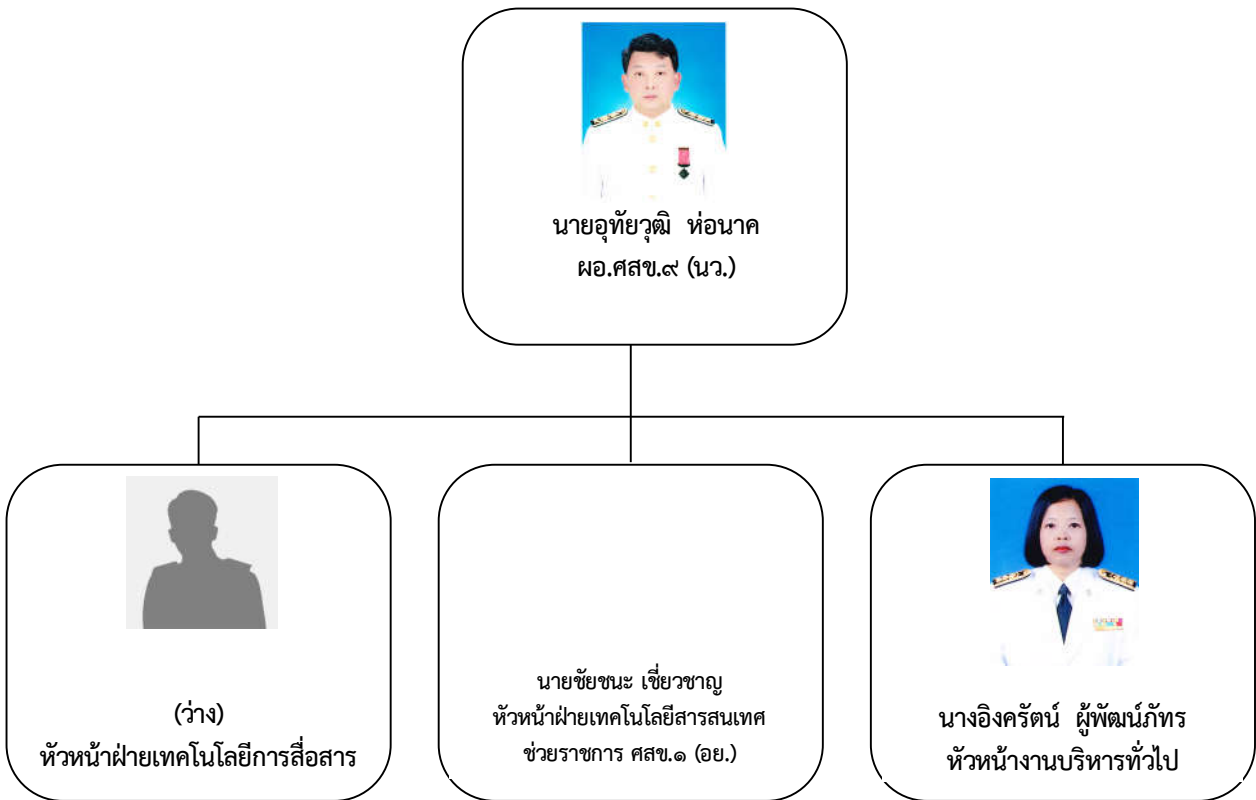 นายอุทัยวุฒิ  ห่อนาค
ผอ.ศสข.๙ (นว.)
(ว่าง)
หัวหน้าฝ่ายเทคโนโลยีการสื่อสาร
นายชัยชนะ เชี่ยวชาญ
หัวหน้าฝ่ายเทคโนโลยีสารสนเทศ
ช่วยราชการ ศสข.๑ (อย.)
นางอิงครัตน์  ผู้พัฒน์ภัทร
หัวหน้างานบริหารทั่วไป